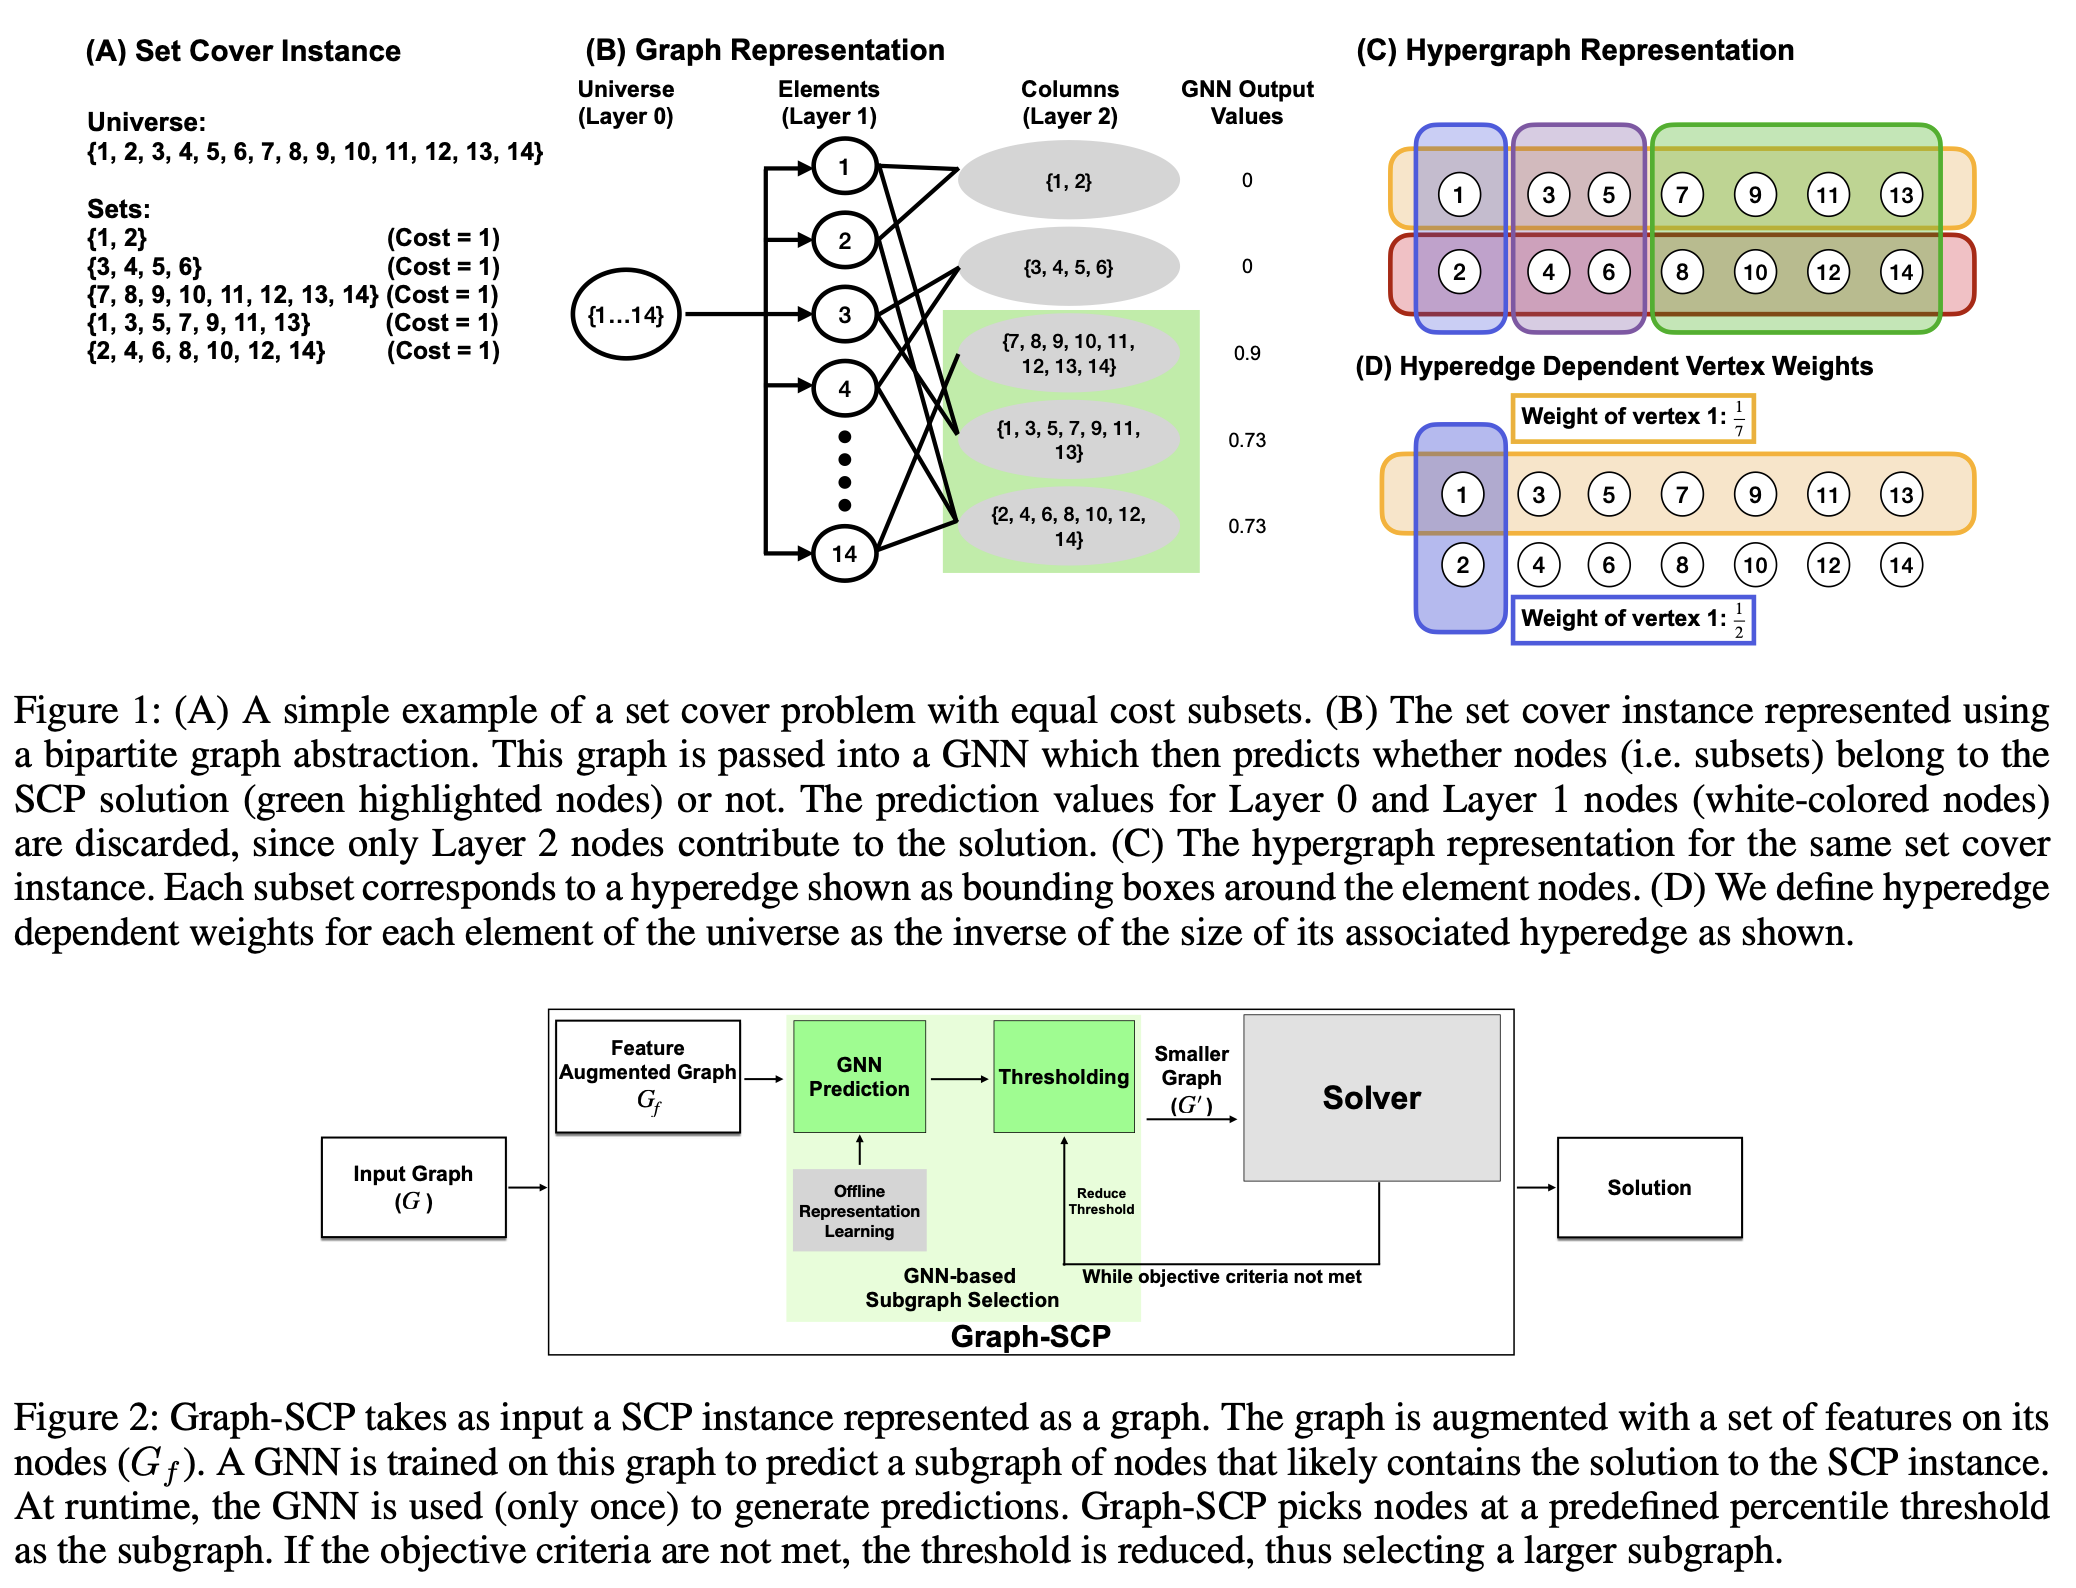 (A) Set Cover Instance
Universe:
{1, 2, 3, 4, 5, 6, 7, 8, 9, 10, 11, 12, 13, 14}
Sets:
{1, 2} (Cost = 1)
{3, 4, 5, 6} (Cost = 1)
{7, 8, 9, 10, 11, 12, 13, 14} (Cost = 1)
{1, 3, 5, 7, 9, 11, 13} (Cost = 1)
{2, 4, 6, 8, 10, 12, 14} (Cost = 1)
(B) Graph Representation
Universe
(Layer 0)
Elements
(Layer 1)
Columns
(Layer 2)
GNN Output
Values
{1...14}
1
2
3
4
14
{1, 2}
0
{3, 4, 5, 6}
0
{7, 8, 9, 10, 11,
12, 13, 14}
0.9
{1, 3, 5, 7, 9, 11,
13}
0.73
{2, 4, 6, 8, 10, 12,
14}
0.73
(C) Hypergraph Representation
1 3 5 7 9 11 13
2 4 6 8 10 12 14
(D) Hyperedge Dependent Vertex Weights
Weight of vertex 1: 1/7
1 3 5 7 9 11 13
2 4 6 8 10 12 14
Weight of vertex 1: 1/2
Figure 1: (A) A simple example of a set cover problem with equal cost subsets. (B) The set cover instance represented using
a bipartite graph abstraction. This graph is passed into a GNN which then predicts whether nodes (i.e. subsets) belong to the
SCP solution (green highlighted nodes) or not. The prediction values for Layer 0 and Layer 1 nodes (white-colored nodes)
are discarded, since only Layer 2 nodes contribute to the solution. (C) The hypergraph representation for the same set cover
instance. Each subset corresponds to a hyperedge shown as bounding boxes around the element nodes. (D) We define hyperedge
dependent weights for each element of the universe as the inverse of the size of its associated hyperedge as shown.
Input Graph
(G )
Feature
Augmented Graph
G_f
GNN
Prediction
Offline
Representation
Learning
Thresholding
Reduce
Threshold
GNN-based
Subgraph Selection
Smaller
Graph
(G′ )
Solver
While objective criteria not met
Graph-SCP
Solution
Figure 2: Graph-SCP takes as input a SCP instance represented as a graph. The graph is augmented with a set of features on its
nodes (G_f). A GNN is trained on this graph to predict a subgraph of nodes that likely contains the solution to the SCP instance.
At runtime, the GNN is used (only once) to generate predictions. Graph-SCP picks nodes at a predefined percentile threshold
as the subgraph. If the objective criteria are not met, the threshold is reduced, thus selecting a larger subgraph.